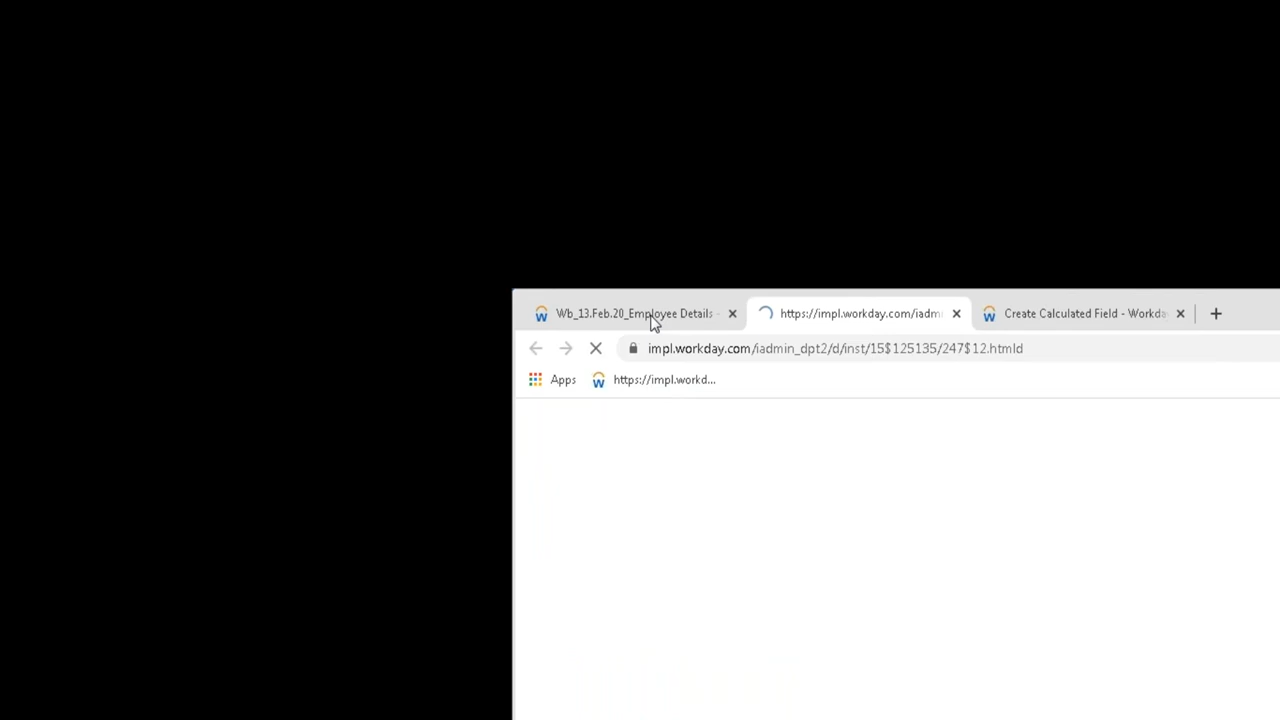 Wb_13.Feb.20_Employee Details - https://impl.workday.com/iadm Create Calculated Field - Workda
impl.workday.com/iadmin_dpt2/d/inst/15$125135/247$12.htmld
Apps https://impl.workd...